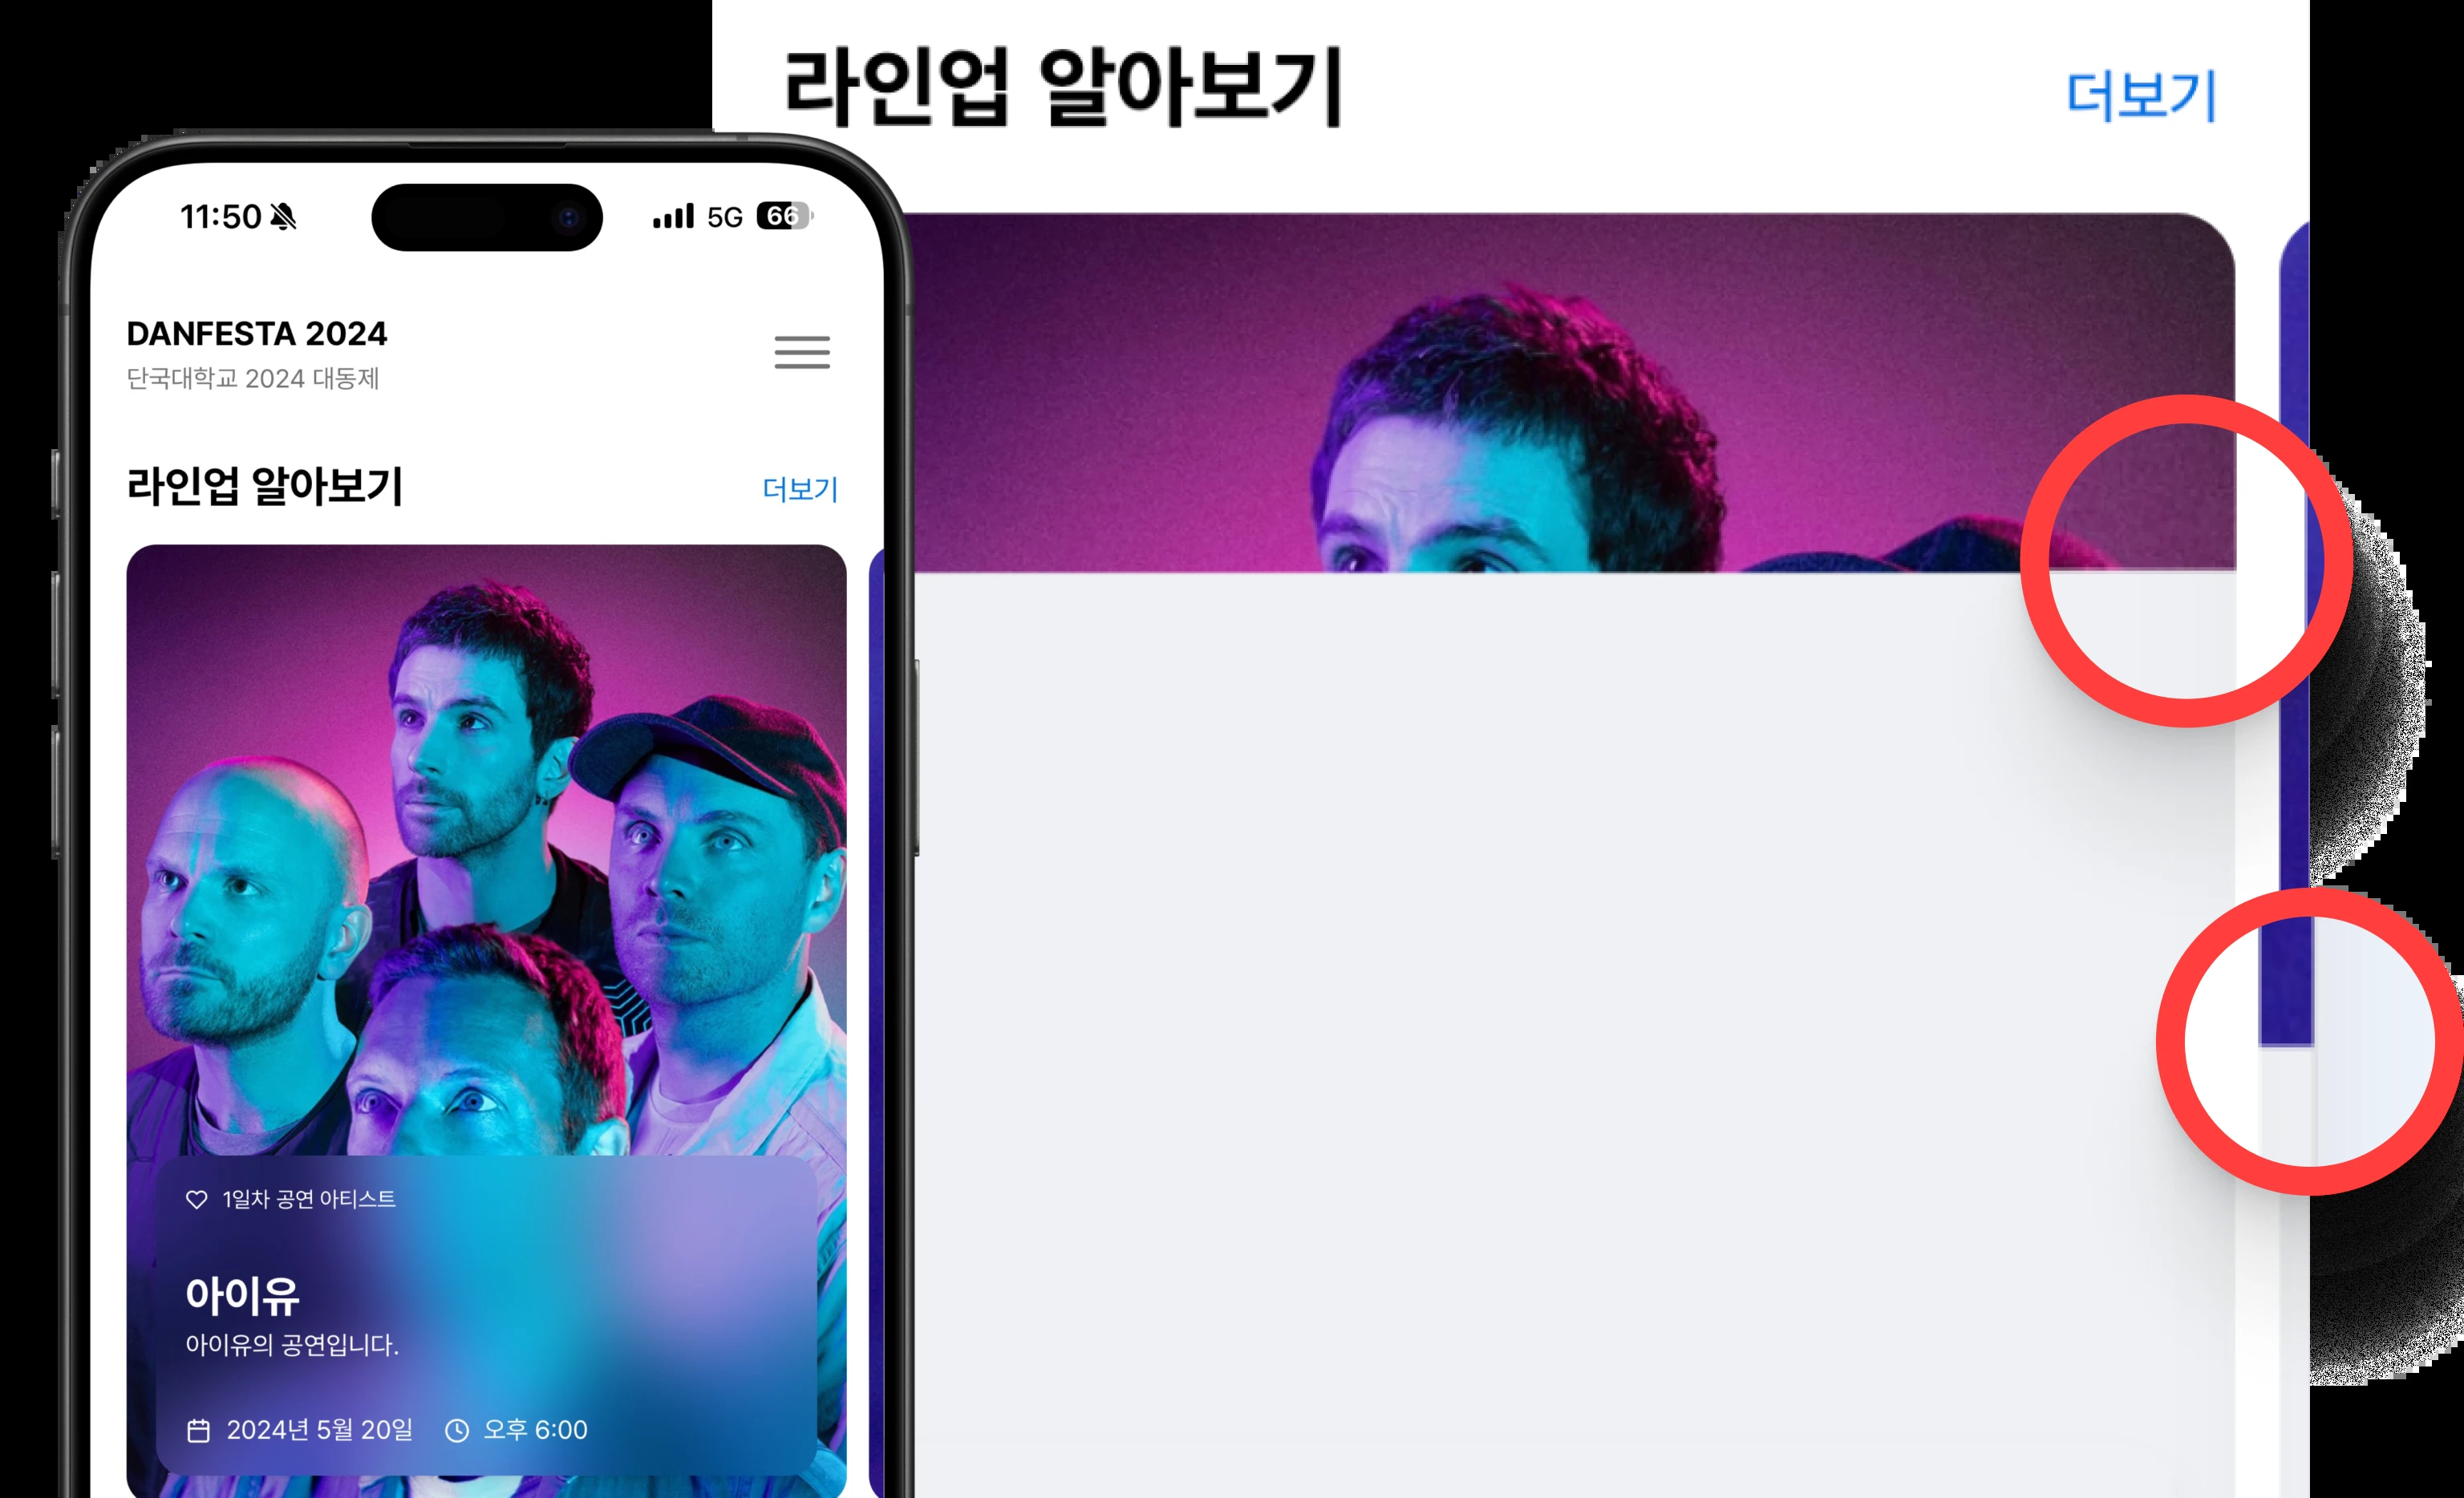 라인업 알아보기
더보기
11:50
5G
66
DANFESTA 2024
단국대학교 2024 대동제
라인업 알아보기
더보기
1일차 공연 아티스트
아이유
아이유의 공연입니다.
2024년 5월 20일 오후 6:00